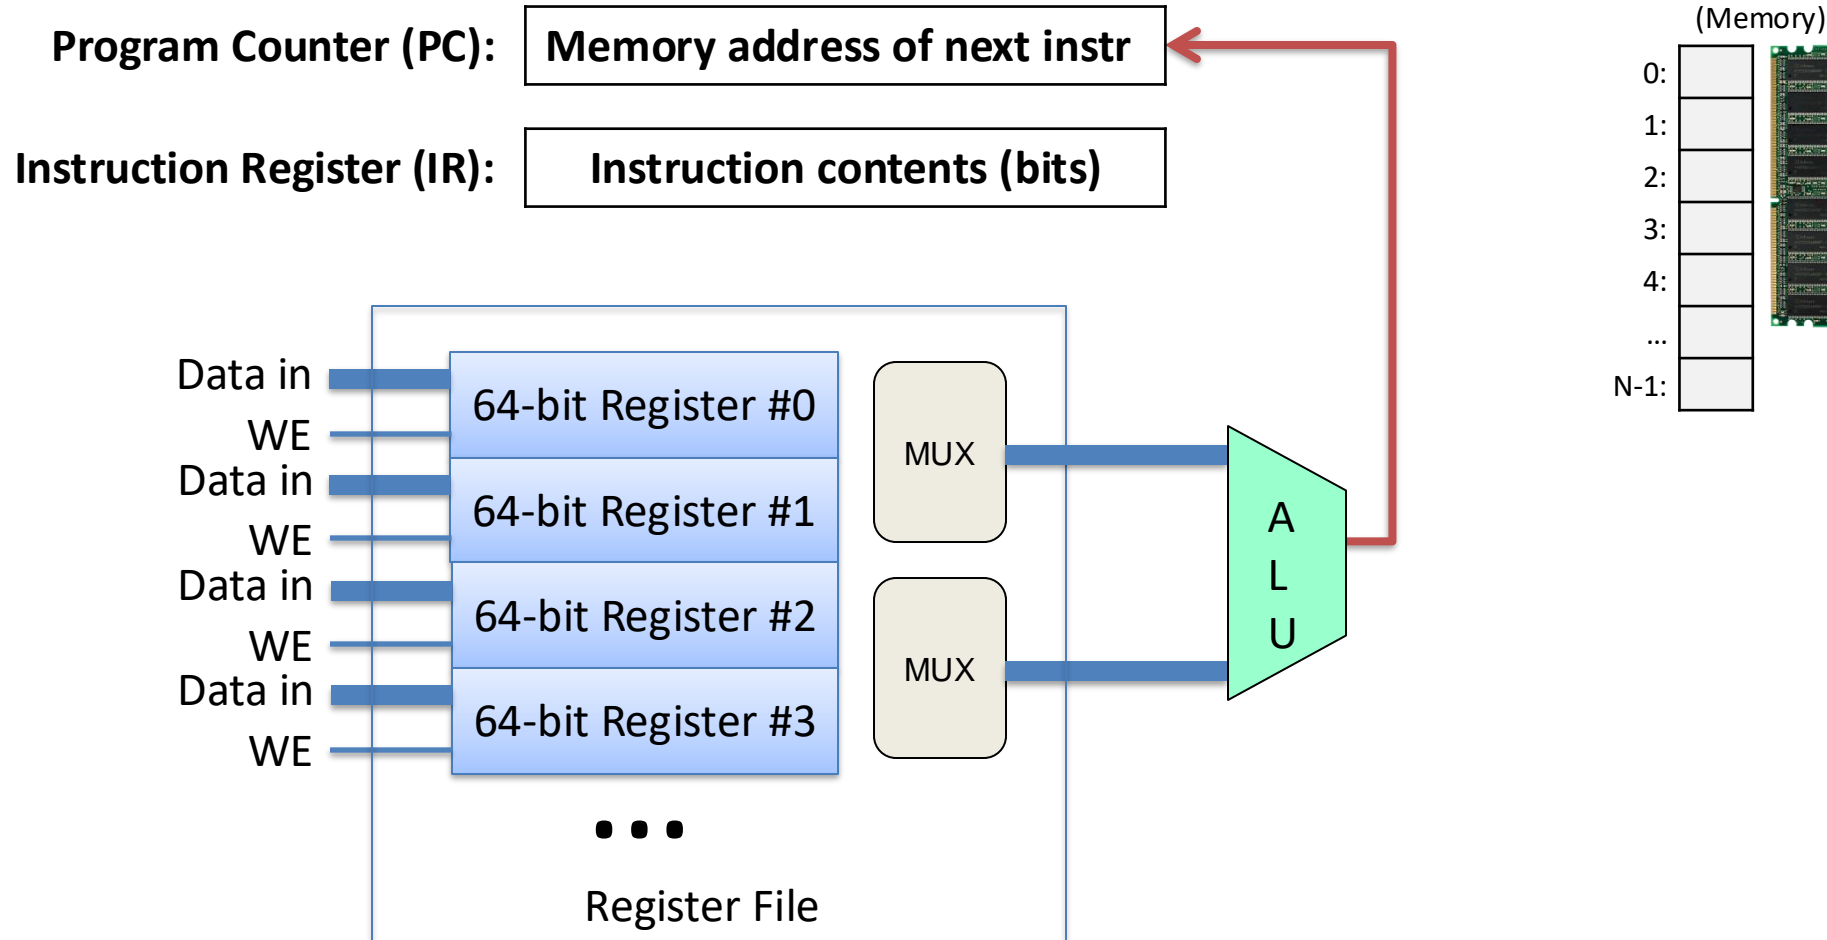 (Memory)
Program Counter (PC): Memory address of next instr
0:
1:
Instruction Register (IR): Instruction contents (bits)
2:
3:
4:
...
N-1:
Data in
64-bit Register #0
WE
MUX
Data in
64-bit Register #1
WE
Data in
64-bit Register #2
WE
MUX
Data in
64-bit Register #3
WE
A
L
U
...
Register File